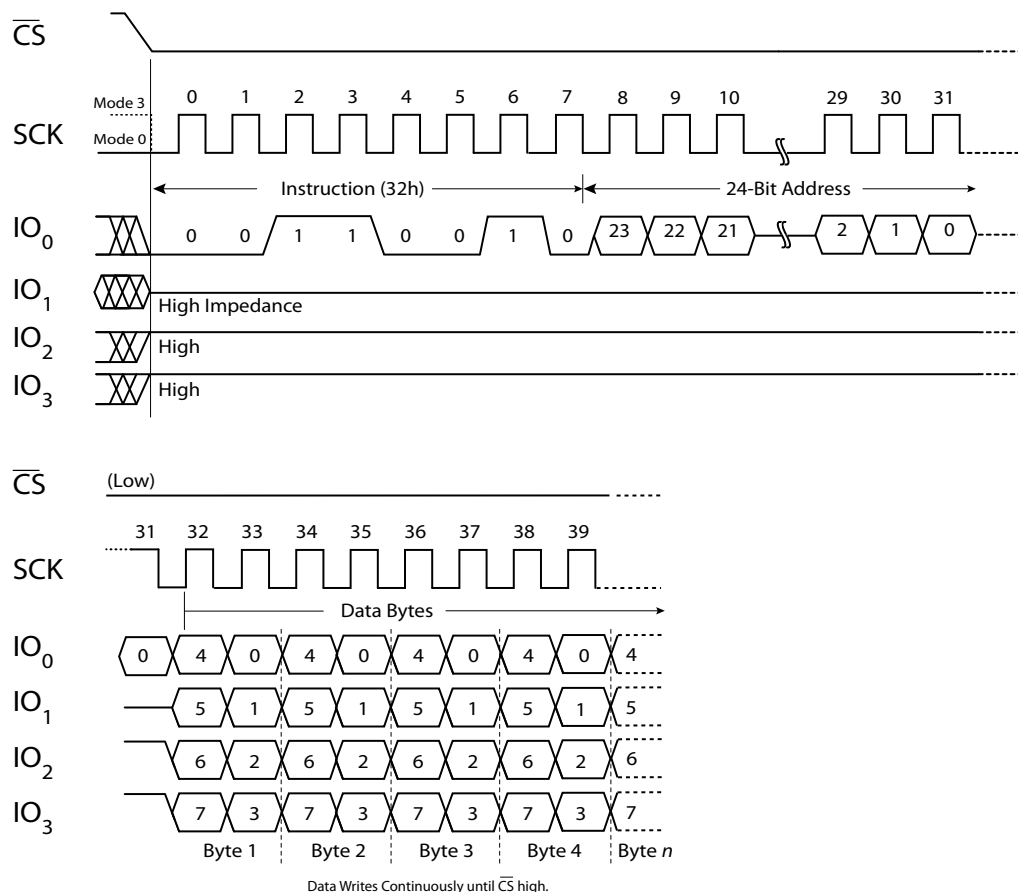 CS
Mode 3
0 1 2 3 4 5 6 7 8 9 10 29 30 31
SCK
Mode 0
Instruction (32h) 24-Bit Address
IO0
0 0 1 1 0 0 1 0 23 22 21 2 1 0
IO1
High Impedance
IO2
High
IO3
High
CS
(Low)
31 32 33 34 35 36 37 38 39
SCK
Data Bytes
IO0
0 4 0 4 0 4 0 4 0 4
IO1
5 1 5 1 5 1 5 1 5
IO2
6 2 6 2 6 2 6 2 6
IO3
7 3 7 3 7 3 7 3 7
Byte 1 Byte 2 Byte 3 Byte 4 Byte n
Data Writes Continuously until CS high.